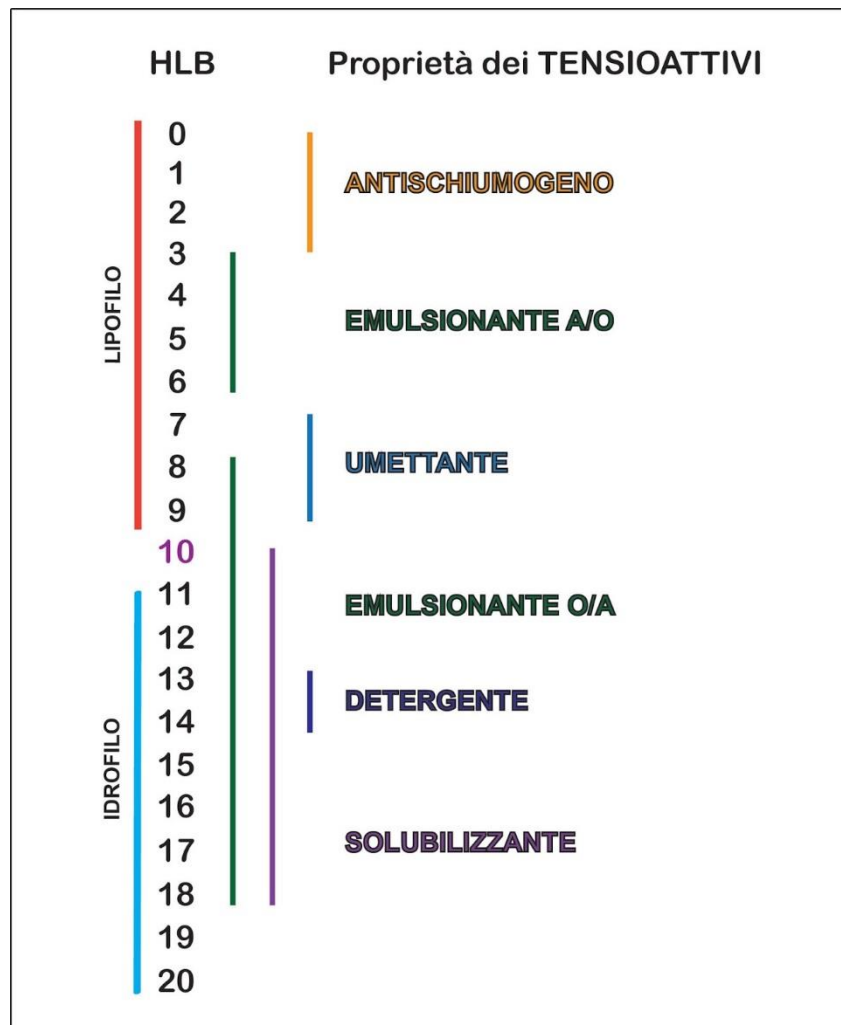 HLB Proprietà dei TENSIOATTIVI
LIPOFILO
0
1
2
3
4
5
6
7
8
9
10
11
12
13
14
15
16
17
18
19
20
IDROFILO
ANTISCHIUMOGENO
EMULSIONANTE A/O
UMETTANTE
EMULSIONANTE O/A
DETERGENTE
SOLUBILIZZANTE